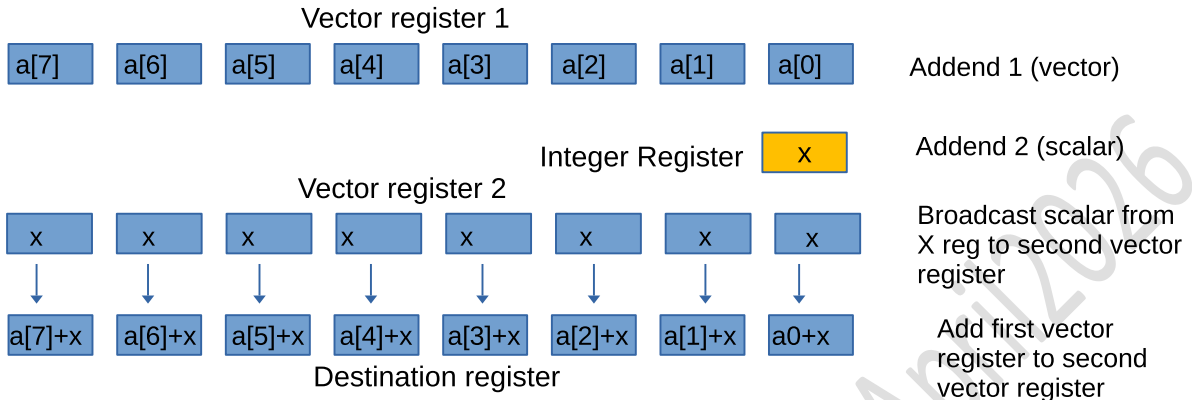 Vector register 1
a[7] a[6] a[5] a[4] a[3] a[2] a[1] a[0]
Addend 1 (vector)
Integer Register x
Addend 2 (scalar)
Vector register 2
x x x x x x x x
Broadcast scalar from
X reg to second vector
register
a[7]+x a[6]+x a[5]+x a[4]+x a[3]+x a[2]+x a[1]+x a0+x
Add first vector
register to second
vector register
Destination register
April2026